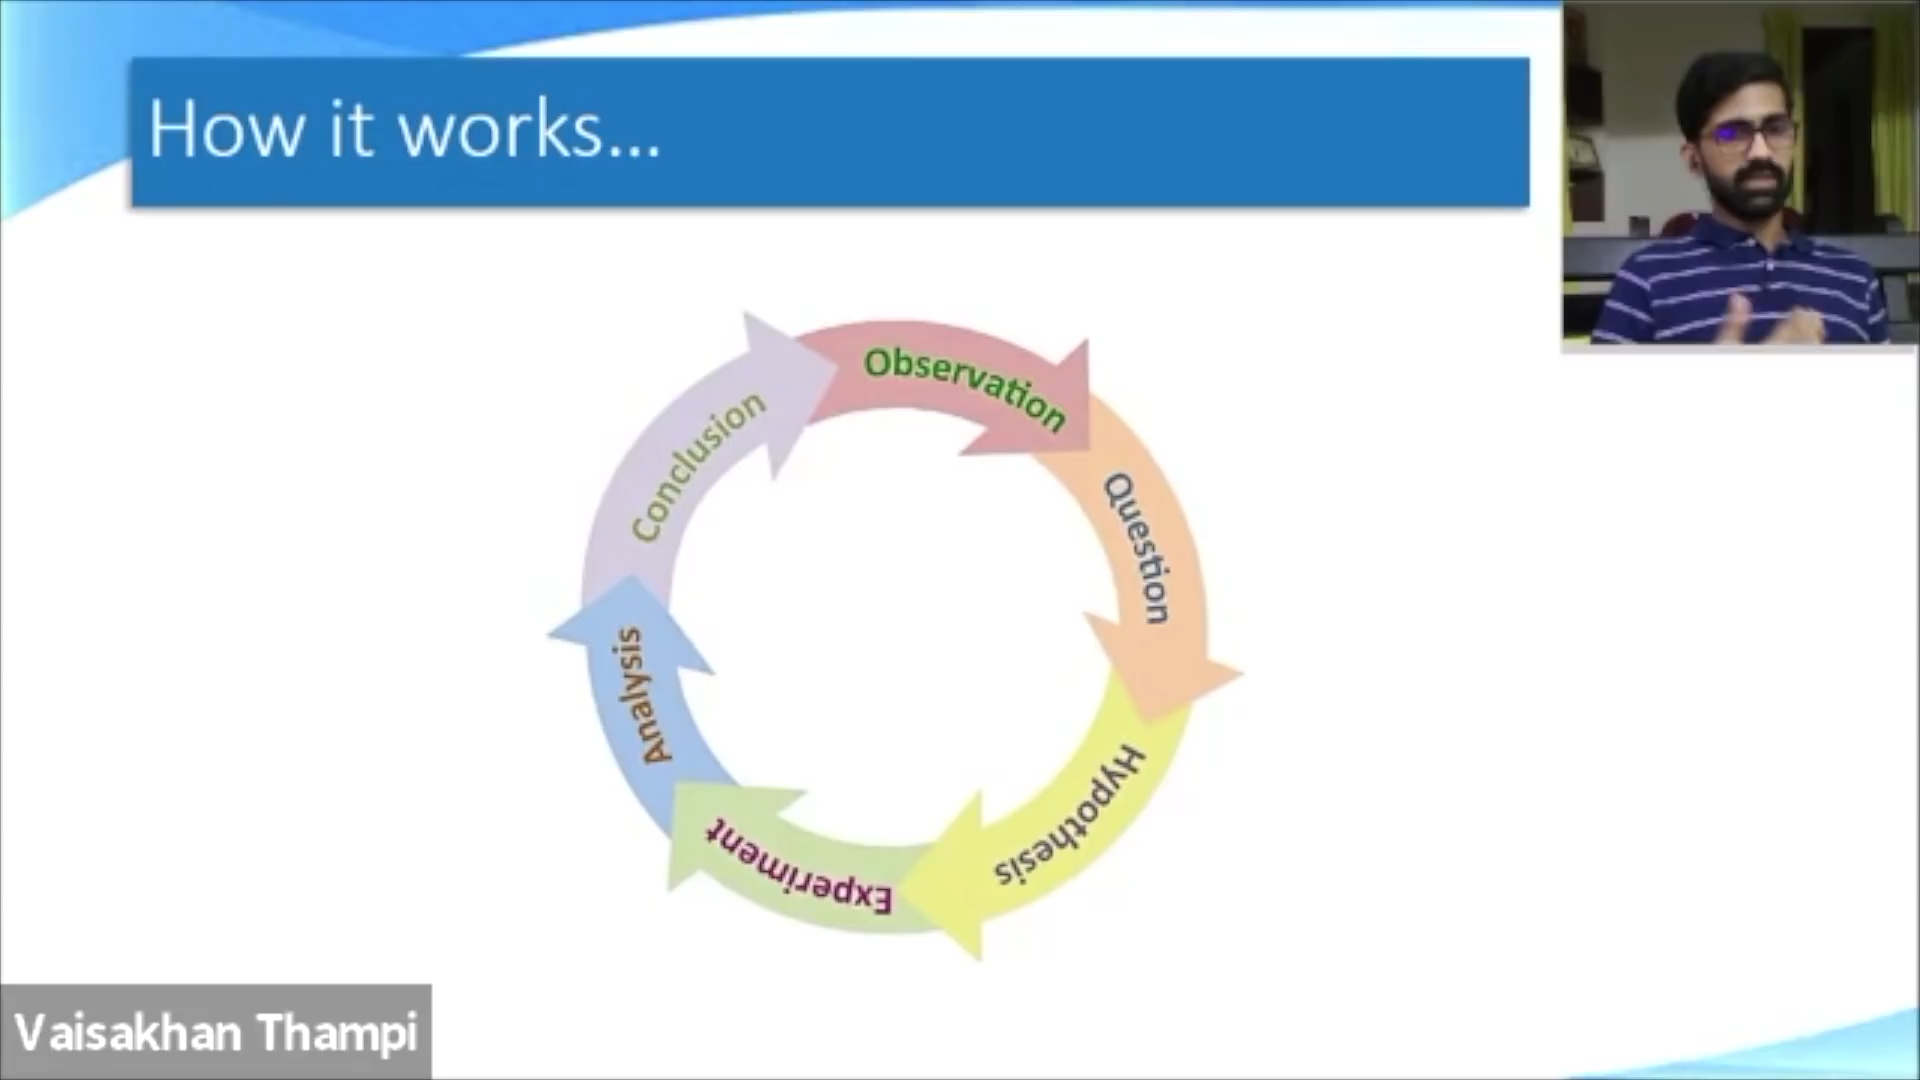 How it works...
Observation
Question
Hypothesis
Experiment
Analysis
Conclusion
Vaisakhan Thampi